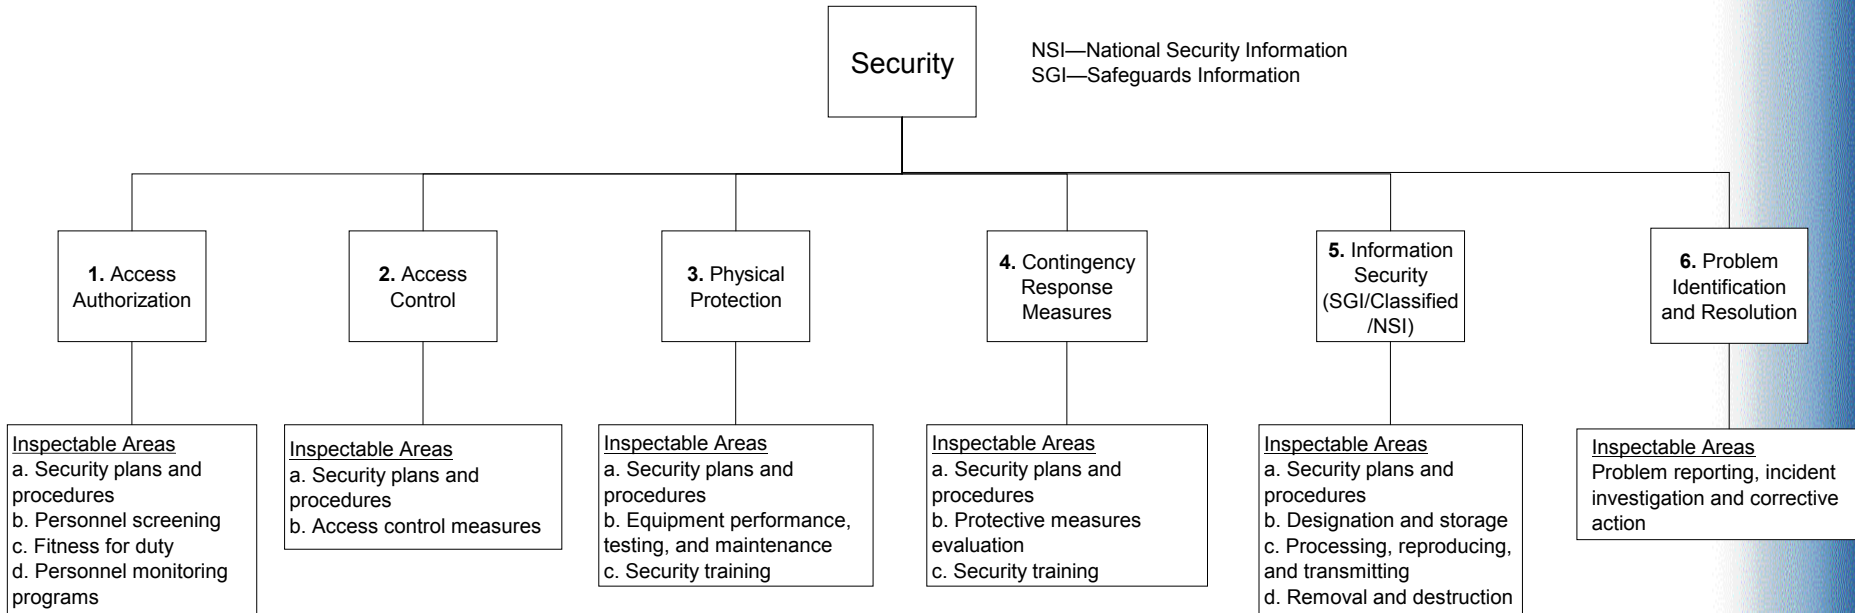 Security
NSI—National Security Information
SGI—Safeguards Information
1. Access
Authorization
2. Access
Control
3. Physical
Protection
4. Contingency
Response
Measures
5. Information
Security
(SGI/Classified
/NSI)
6. Problem
Identification
and Resolution
Inspectable Areas
a. Security plans and
procedures
b. Personnel screening
c. Fitness for duty
d. Personnel monitoring
programs
Inspectable Areas
a. Security plans and
procedures
b. Access control measures
Inspectable Areas
a. Security plans and
procedures
b. Equipment performance,
testing, and maintenance
c. Security training
Inspectable Areas
a. Security plans and
procedures
b. Protective measures
evaluation
c. Security training
Inspectable Areas
a. Security plans and
procedures
b. Designation and storage
c. Processing, reproducing,
and transmitting
d. Removal and destruction
Inspectable Areas
Problem reporting, incident
investigation and corrective
action